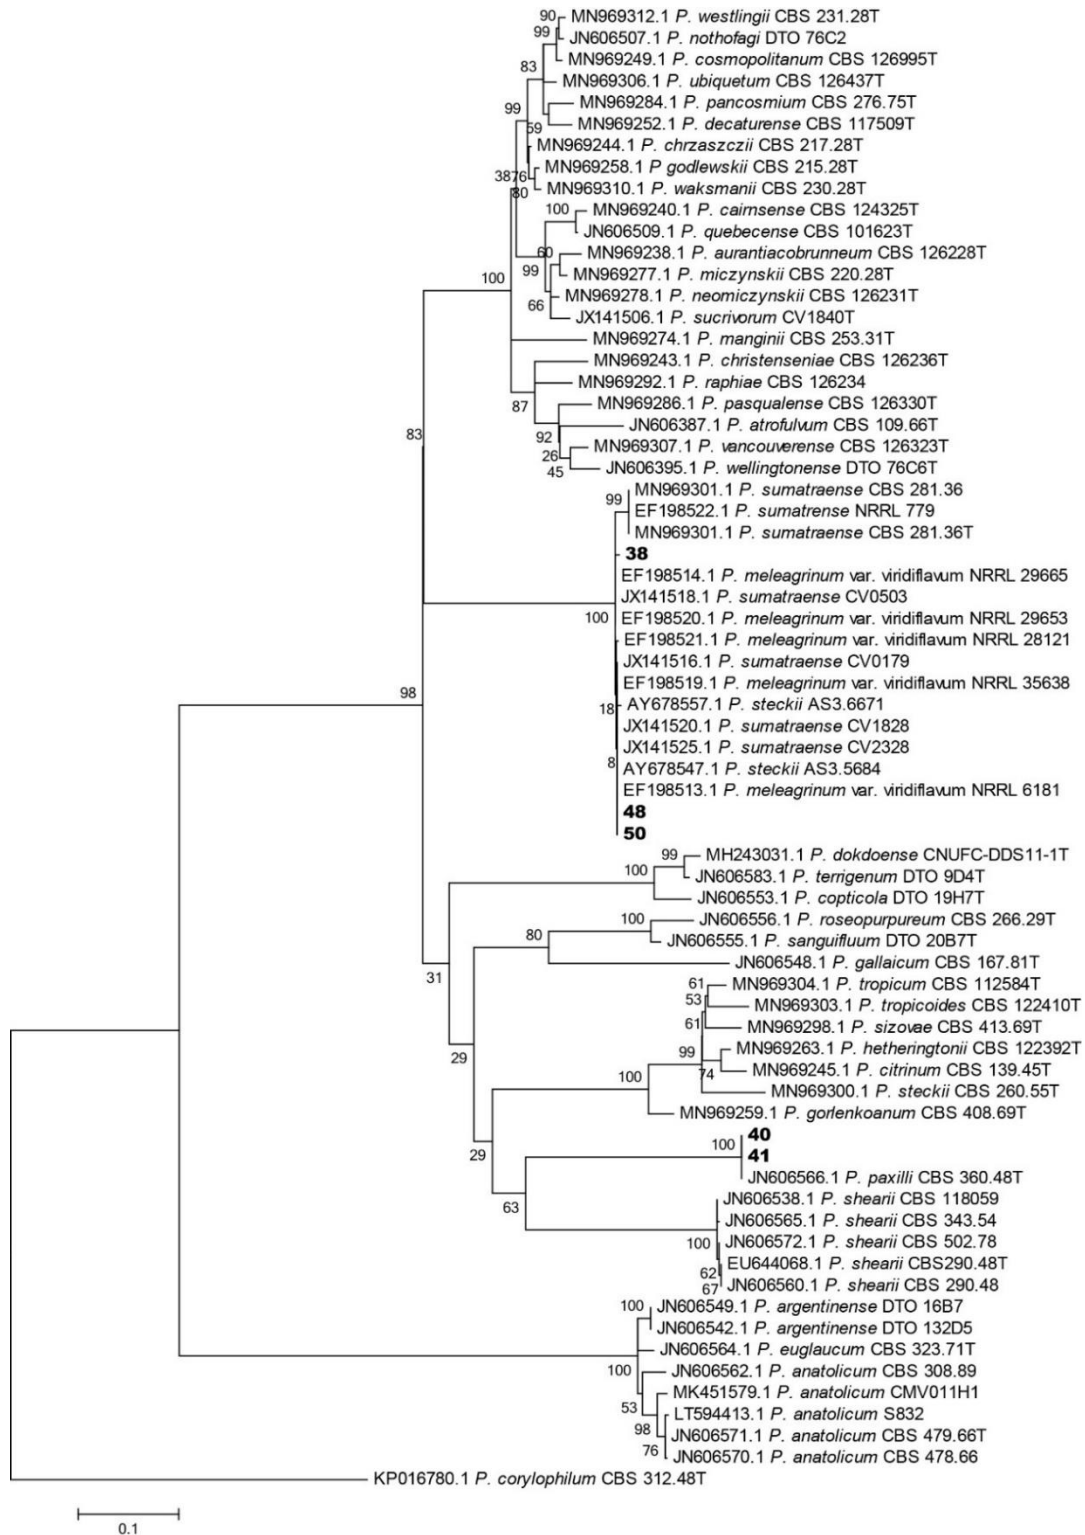 90 MN969312.1 P. westlingii CBS 231.28T
99 JN606507.1 P. nothofagi DTO 76C2
MN969249.1 P. cosmopolitanum CBS 126995T
83 MN969306.1 P. ubiquetum CBS 126437T
MN969284.1 P. pancosmium CBS 276.75T
99 59 MN969252.1 P. decaturense CBS 117509T
MN969244.1 P. chrzaszczii CBS 217.28T
38 76 MN969258.1 P godlewskii CBS 215.28T
80 MN969310.1 P. waksmanii CBS 230.28T
100 MN969240.1 P. cairnsense CBS 124325T
JN606509.1 P. quebecense CBS 101623T
60 MN969238.1 P. aurantiacobrunneum CBS 126228T
100 99 MN969277.1 P. miczynskii CBS 220.28T
66 MN969278.1 P. neomiczynskii CBS 126231T
JX141506.1 P. sucrivorum CV1840T
MN969274.1 P. manginii CBS 253.31T
MN969243.1 P. christenseniae CBS 126236T
MN969292.1 P. raphiae CBS 126234
87 MN969286.1 P. pasqualense CBS 126330T
JN606387.1 P. atrofulvum CBS 109.66T
83 92 MN969307.1 P. vancouverense CBS 126323T
26 45 JN606395.1 P. wellingtonense DTO 76C6T
MN969301.1 P. sumatraense CBS 281.36
99 EF198522.1 P. sumatrense NRRL 779
MN969301.1 P. sumatraense CBS 281.36T
38
EF198514.1 P. meleagrinum var. viridiflavum NRRL 29665
JX141518.1 P. sumatraense CV0503
100 EF198520.1 P. meleagrinum var. viridiflavum NRRL 29653
EF198521.1 P. meleagrinum var. viridiflavum NRRL 28121
JX141516.1 P. sumatraense CV0179
98 EF198519.1 P. meleagrinum var. viridiflavum NRRL 35638
18 AY678557.1 P. steckii AS3.6671
JX141520.1 P. sumatraense CV1828
JX141525.1 P. sumatraense CV2328
8 AY678547.1 P. steckii AS3.5684
EF198513.1 P. meleagrinum var. viridiflavum NRRL 6181
48
50
99 MH243031.1 P. dokdoense CNUFC-DDS11-1T
100 JN606583.1 P. terrigenum DTO 9D4T
JN606553.1 P. copticola DTO 19H7T
100 JN606556.1 P. roseopurpureum CBS 266.29T
80 JN606555.1 P. sanguifluum DTO 20B7T
JN606548.1 P. gallaicum CBS 167.81T
31 61 MN969304.1 P. tropicum CBS 112584T
53 MN969303.1 P. tropicoides CBS 122410T
61 MN969298.1 P. sizovae CBS 413.69T
99 MN969263.1 P. hetheringtonii CBS 122392T
29 74 MN969245.1 P. citrinum CBS 139.45T
100 MN969300.1 P. steckii CBS 260.55T
MN969259.1 P. gorlenkoanum CBS 408.69T
40
100 41
29 JN606566.1 P. paxilli CBS 360.48T
JN606538.1 P. shearii CBS 118059
63 JN606565.1 P. shearii CBS 343.54
100 JN606572.1 P. shearii CBS 502.78
62 EU644068.1 P. shearii CBS290.48T
67 JN606560.1 P. shearii CBS 290.48
100 JN606549.1 P. argentinense DTO 16B7
JN606542.1 P. argentinense DTO 132D5
JN606564.1 P. euglaucum CBS 323.71T
100 JN606562.1 P. anatolicum CBS 308.89
MK451579.1 P. anatolicum CMV011H1
53 LT594413.1 P. anatolicum S832
98 JN606571.1 P. anatolicum CBS 479.66T
76 JN606570.1 P. anatolicum CBS 478.66
KP016780.1 P. corylophilum CBS 312.48T
0.1